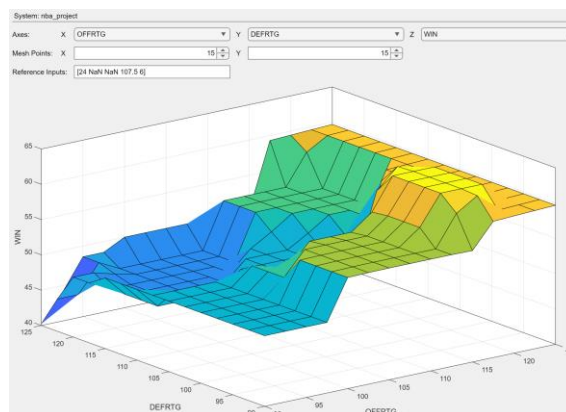 System: nba_project
Axes: X OFFRTG Y DEFRTG Z WIN
Mesh Points: X 15 Y 15
Reference Inputs: [24 NaN NaN 107.5 6]
65
60
55
50
45
40
WIN
125
120
115
110
105
100
95
DEFRTG
95
100
105
110
115
120
OFFRTG